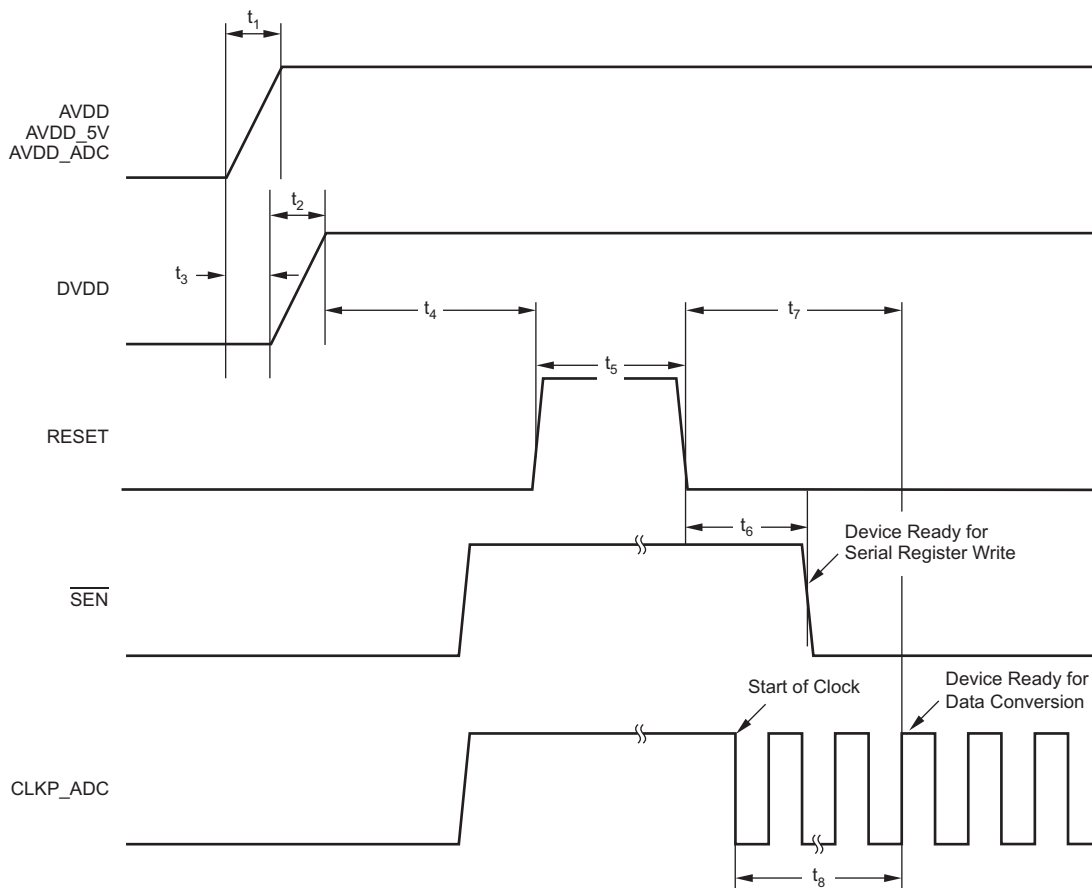 t1
AVDD
AVDD_5V
AVDD_ADC
t2
t3
DVDD
t4
t7
t5
RESET
t6
Device Ready for
Serial Register Write
SEN
Start of Clock
Device Ready for
Data Conversion
CLKP_ADC
t8